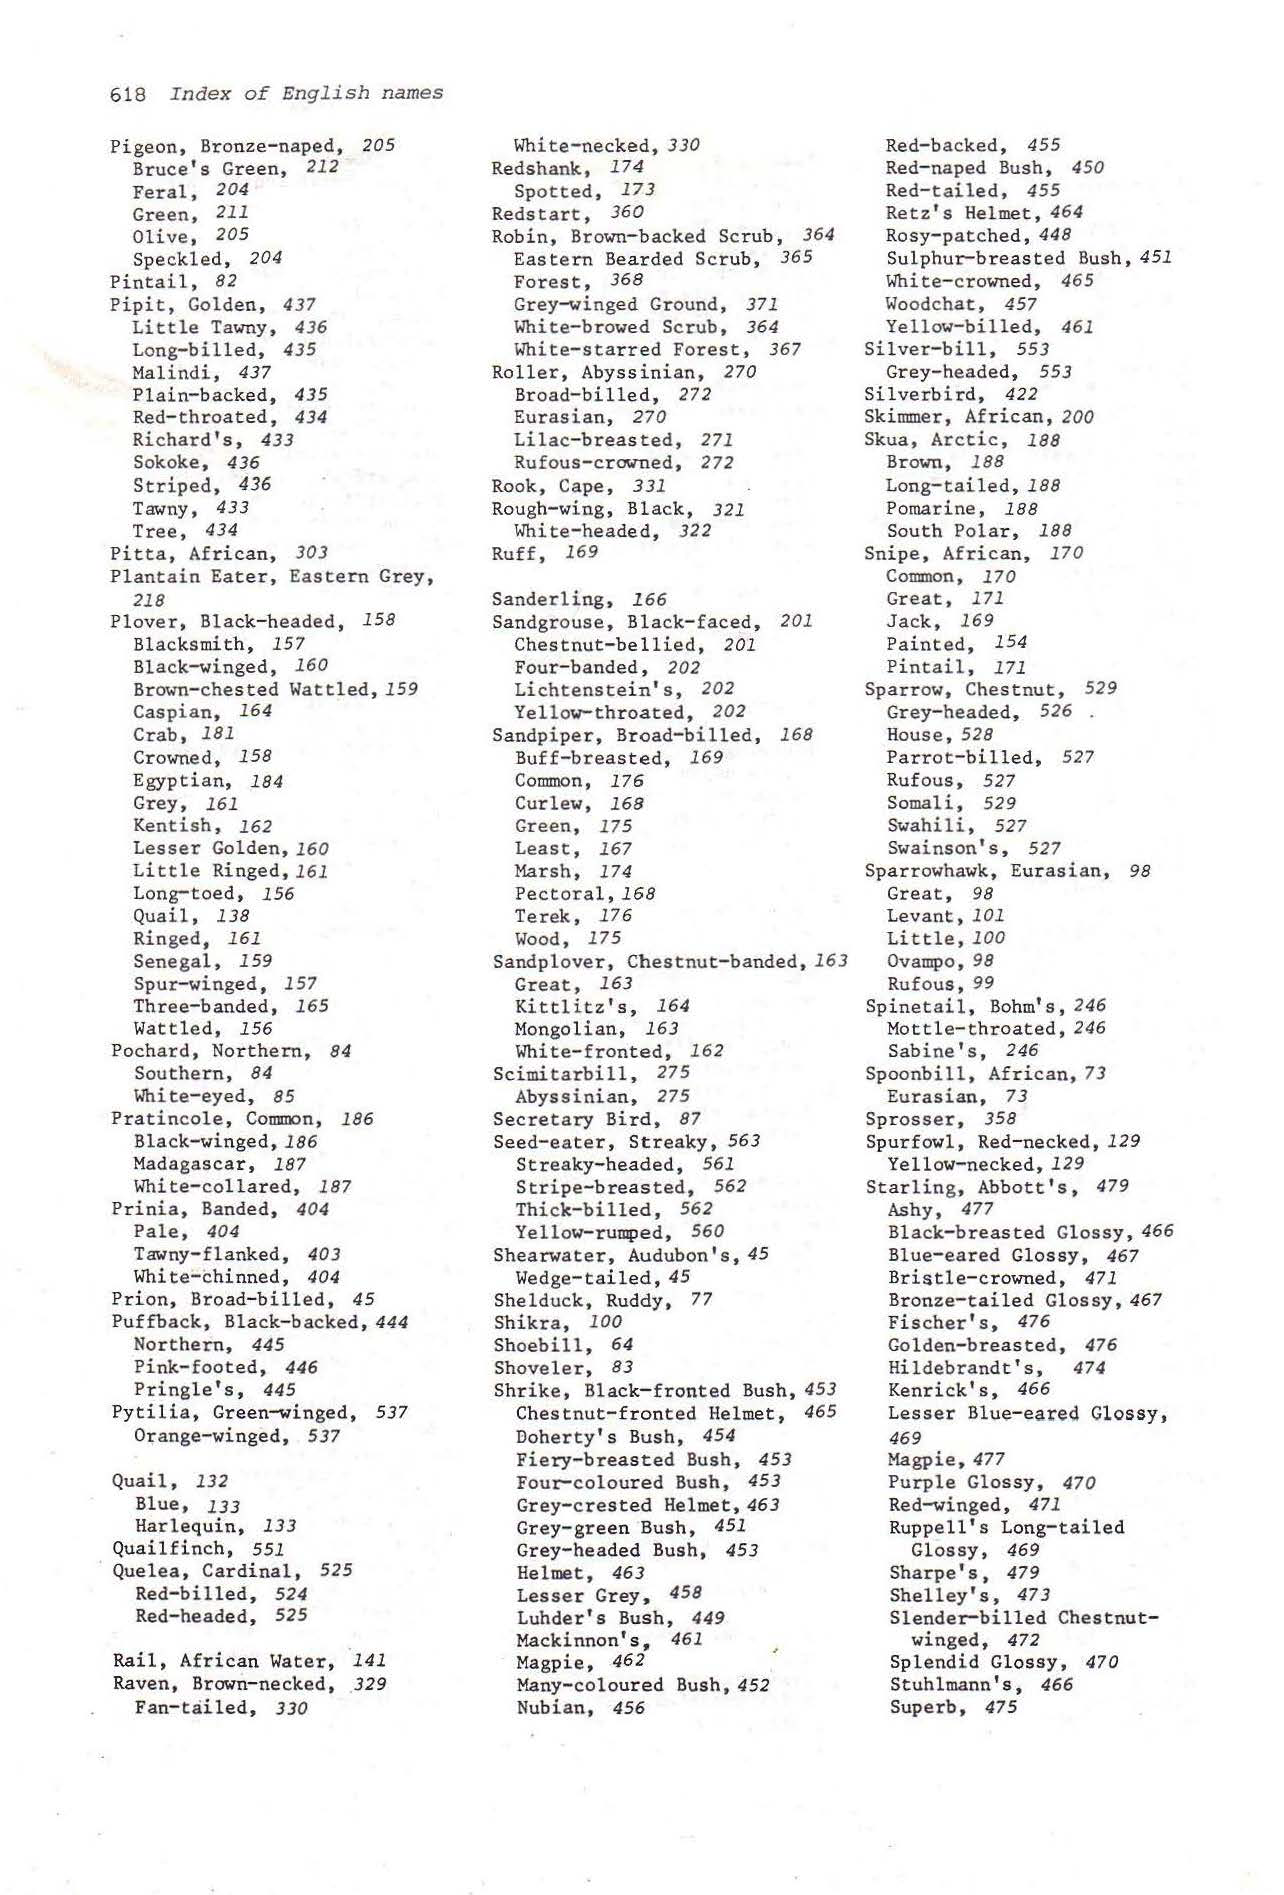 618 Index of English names
Pigeon, Bronze-naped, 205
Bruce's Green, 212
Feral, 204
Green, 211
Olive, 205
Speckled, 204
Pintail, 82
Pipit, Golden, 437
Little Tawny, 436
Long-billed, 435
Malindi, 437
Plain-backed, 435
Red-throated, 434
Richard's, 433
Sokoke, 436
Striped, 436
Tawny, 433
Tree, 434
Pitta, African, 303
Plantain Eater, Eastern Grey,
218
Plover, Black-headed, 158
Blacksmith, 157
Black-winged, 160
Brown-chested Wattled, 159
Caspian, 164
Crab, 181
Crowned, 158
Egyptian, 184
Grey, 161
Kentish, 162
Lesser Golden, 160
Little Ringed, 161
Long-toed, 156
Quail, 138
Ringed, 161
Senegal, 159
Spur-winged, 157
Three-banded, 165
Wattled, 156
Pochard, Northern, 84
Southern, 84
White-eyed, 85
Pratincole, Common, 186
Black-winged, 186
Madagascar, 187
White-collared, 187
Prinia, Banded, 404
Pale, 404
Tawny-flanked, 403
White-chinned, 404
Prion, Broad-billed, 45
Puffback, Black-backed, 444
Northern, 445
Pink-footed, 446
Pringle's, 445
Pytilia, Green-winged, 537
Orange-winged, 537
Quail, 132
Blue, 133
Harlequin, 133
Quailfinch, 551
Quelea, Cardinal, 525
Red-billed, 524
Red-headed, 525
Rail, African Water, 141
Raven, Brown-necked, 329
Fan-tailed, 330
White-necked, 330
Redshank, 174
Spotted, 173
Redstart, 360
Robin, Brown-backed Scrub, 364
Eastern Bearded Scrub, 365
Forest, 368
Grey-winged Ground, 371
White-browed Scrub, 364
White-starred Forest, 367
Roller, Abyssinian, 270
Broad-billed, 272
Eurasian, 270
Lilac-breasted, 271
Rufous-crowned, 272
Rook, Cape, 331
Rough-wing, Black, 321
White-headed, 322
Ruff, 169
Sanderling, 166
Sandgrouse, Black-faced, 201
Chestnut-bellied, 201
Four-banded, 202
Lichtenstein's, 202
Yellow-throated, 202
Sandpiper, Broad-billed, 168
Buff-breasted, 169
Common, 176
Curlew, 168
Green, 175
Least, 167
Marsh, 174
Pectoral, 168
Terek, 176
Wood, 175
Sandplover, Chestnut-banded, 163
Great, 163
Kittlitz's, 164
Mongolian, 163
White-fronted, 162
Scimitarbill, 275
Abyssinian, 275
Secretary Bird, 87
Seed-eater, Streaky, 563
Streaky-headed, 561
Stripe-breasted, 562
Thick-billed, 562
Yellow-rumped, 560
Shearwater, Audubon's, 45
Wedge-tailed, 45
Shelduck, Ruddy, 77
Shikra, 100
Shoebill, 64
Shoveler, 83
Shrike, Black-fronted Bush, 453
Chestnut-fronted Helmet, 465
Doherty's Bush, 454
Fiery-breasted Bush, 453
Four-coloured Bush, 453
Grey-crested Helmet, 463
Grey-green Bush, 451
Grey-headed Bush, 453
Helmet, 463
Lesser Grey, 458
Luhder's Bush, 449
Mackinnon's, 461
Magpie, 462
Many-coloured Bush, 452
Nubian, 456
Red-backed, 455
Red-naped Bush, 450
Red-tailed, 455
Retz's Helmet, 464
Rosy-patched, 448
Sulphur-breasted Bush, 451
White-crowned, 465
Woodchat, 457
Yellow-billed, 461
Silver-bill, 553
Grey-headed, 553
Silverbird, 422
Skimmer, African, 200
Skua, Arctic, 188
Brown, 188
Long-tailed, 188
Pomarine, 188
South Polar, 188
Snipe, African, 170
Common, 170
Great, 171
Jack, 169
Painted, 154
Pintail, 171
Sparrow, Chestnut, 529
Grey-headed, 526
House, 528
Parrot-billed, 527
Rufous, 527
Somali, 529
Swahili, 527
Swainson's, 527
Sparrowhawk, Eurasian, 98
Great, 98
Levant, 101
Little, 100
Ovampo, 98
Rufous, 99
Spinetail, Bohm's, 246
Mottle-throated, 246
Sabine's, 246
Spoonbill, African, 73
Eurasian, 73
Sprosser, 358
Spurfowl, Red-necked, 129
Yellow-necked, 129
Starling, Abbott's, 479
Ashy, 477
Black-breasted Glossy, 466
Blue-eared Glossy, 467
Bristle-crowned, 471
Bronze-tailed Glossy, 467
Fischer's, 476
Golden-breasted, 476
Hildebrandt's, 474
Kenrick's, 466
Lesser Blue-eared Glossy,
469
Magpie, 477
Purple Glossy, 470
Red-winged, 471
Ruppell's Long-tailed
Glossy, 469
Sharpe's, 479
Shelley's, 473
Slender-billed Chestnut-
winged, 472
Splendid Glossy, 470
Stuhlmann's, 466
Superb, 475